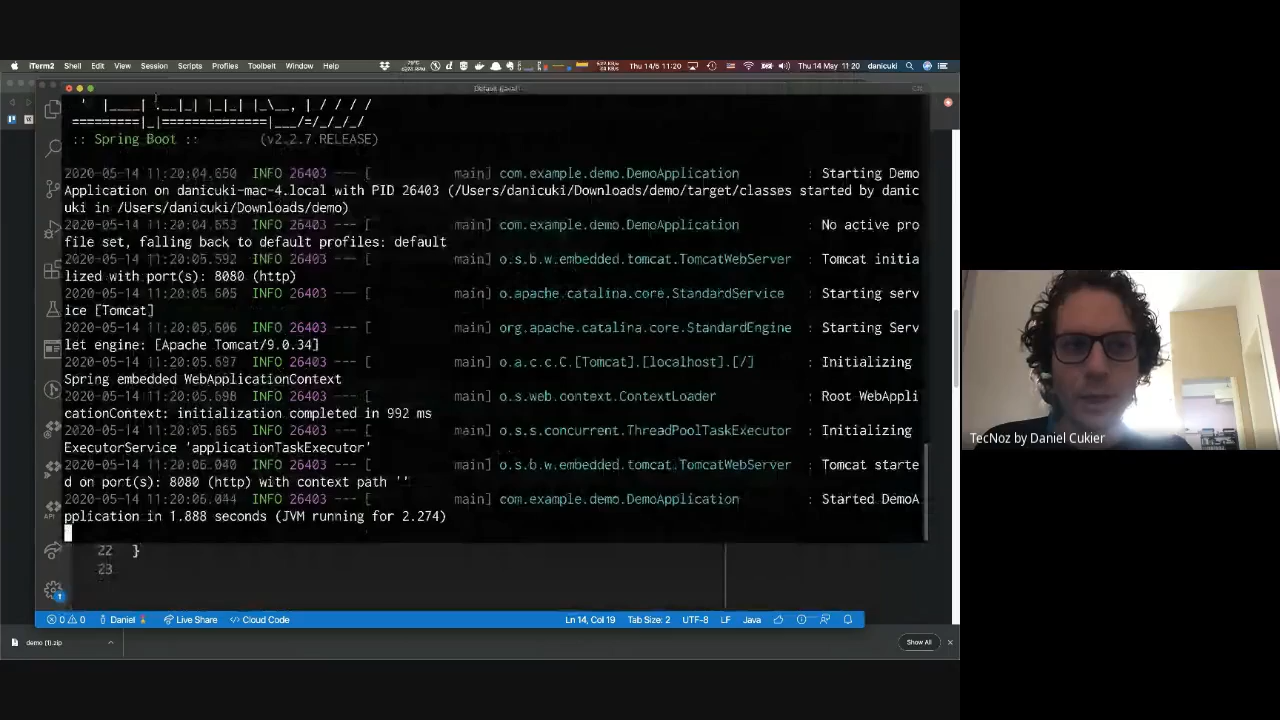 iTerm2 Shell Edit View Session Scripts Profiles Toolbelt Window Help Thu 14/5 11:20 Thu 14 May 11:20 danicuki
Default (java)
:: Spring Boot :: (v2.2.7.RELEASE)
2020-05-14 11:20:04.650 INFO 26403 --- [ main] com.example.demo.DemoApplication : Starting Demo
Application on danicuki-mac-4.local with PID 26403 (/Users/danicuki/Downloads/demo/target/classes started by danic
uki in /Users/danicuki/Downloads/demo)
2020-05-14 11:20:04.653 INFO 26403 --- [ main] com.example.demo.DemoApplication : No active pro
file set, falling back to default profiles: default
2020-05-14 11:20:05.592 INFO 26403 --- [ main] o.s.b.w.embedded.tomcat.TomcatWebServer : Tomcat initia
lized with port(s): 8080 (http)
2020-05-14 11:20:05.605 INFO 26403 --- [ main] o.apache.catalina.core.StandardService : Starting serv
ice [Tomcat]
2020-05-14 11:20:05.606 INFO 26403 --- [ main] org.apache.catalina.core.StandardEngine : Starting Serv
let engine: [Apache Tomcat/9.0.34]
2020-05-14 11:20:05.697 INFO 26403 --- [ main] o.a.c.c.C.[Tomcat].[localhost].[/] : Initializing
Spring embedded WebApplicationContext
2020-05-14 11:20:05.698 INFO 26403 --- [ main] o.s.web.context.ContextLoader : Root WebAppli
cationContext: initialization completed in 992 ms
2020-05-14 11:20:05.865 INFO 26403 --- [ main] o.s.s.concurrent.ThreadPoolTaskExecutor : Initializing
ExecutorService 'applicationTaskExecutor'
2020-05-14 11:20:06.040 INFO 26403 --- [ main] o.s.b.w.embedded.tomcat.TomcatWebServer : Tomcat starte
d on port(s): 8080 (http) with context path ''
2020-05-14 11:20:06.044 INFO 26403 --- [ main] com.example.demo.DemoApplication : Started DemoA
pplication in 1.888 seconds (JVM running for 2.274)
22 }
23
0 0 Daniel Live Share </> Cloud Code Ln 14, Col 19 Tab Size: 2 UTF-8 LF Java
demo (1).zip Show All
TecNoz by Daniel Cukier